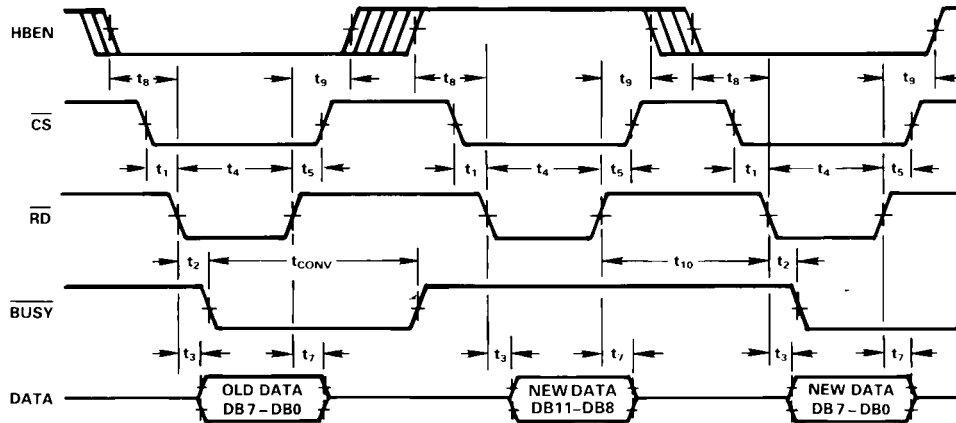 HBEN
t8 t9 t8 t9 t8 t9
CS
t1 t4 t5 t1 t4 t5 t1 t4 t5
RD
t2 tCONV t10 t2
BUSY
t3 t7 t3 t7 t3 t7
DATA
OLD DATA
DB7–DB0
NEW DATA
DB11–DB8
NEW DATA
DB7–DB0